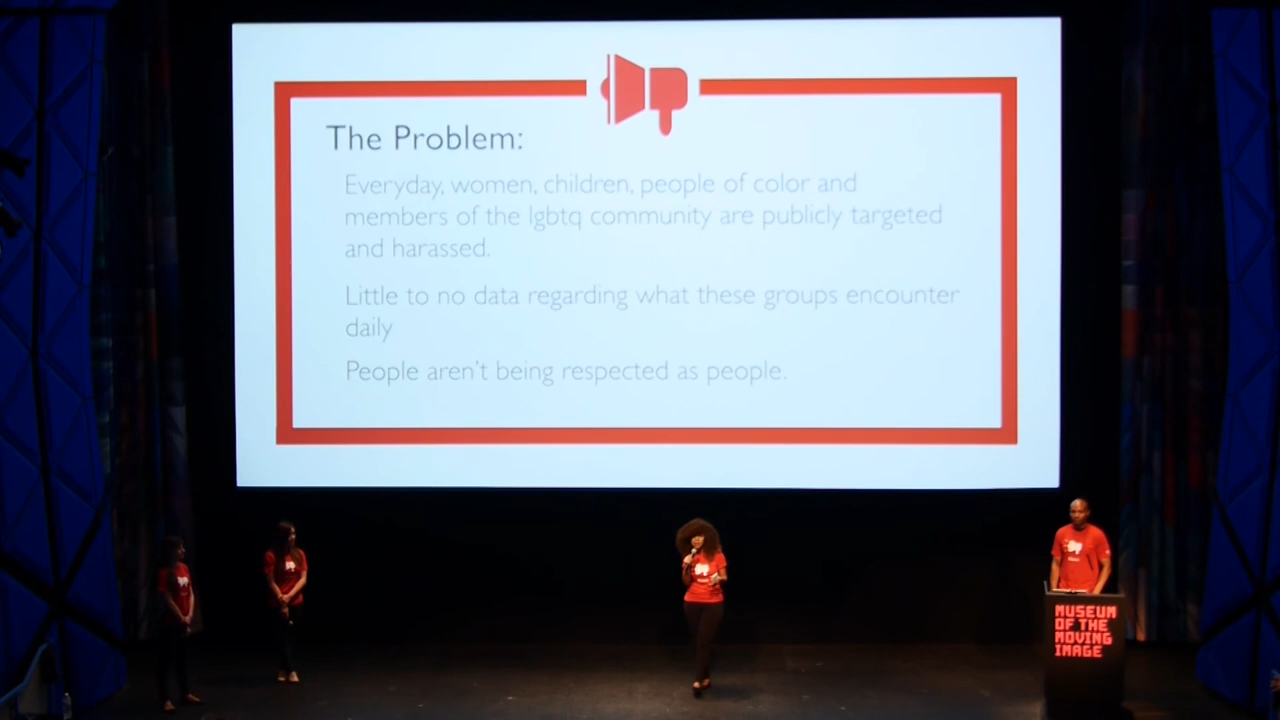 The Problem:
Everyday, women, children, people of color and
members of the lgbtq community are publicly targeted
and harassed.
Little to no data regarding what these groups encounter
daily
People aren't being respected as people.
MUSEUM
OF THE
MOVING
IMAGE